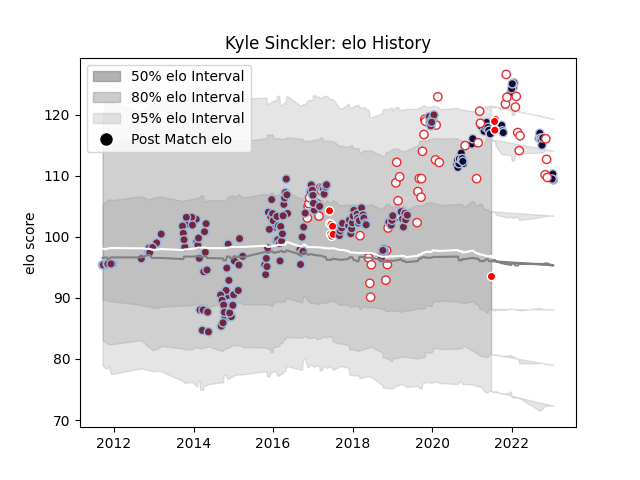 Kyle Sinckler: elo History
50% elo Interval
80% elo Interval
95% elo Interval
Post Match elo
elo score
120
110
100
90
80
70
2012 2014 2016 2018 2020 2022